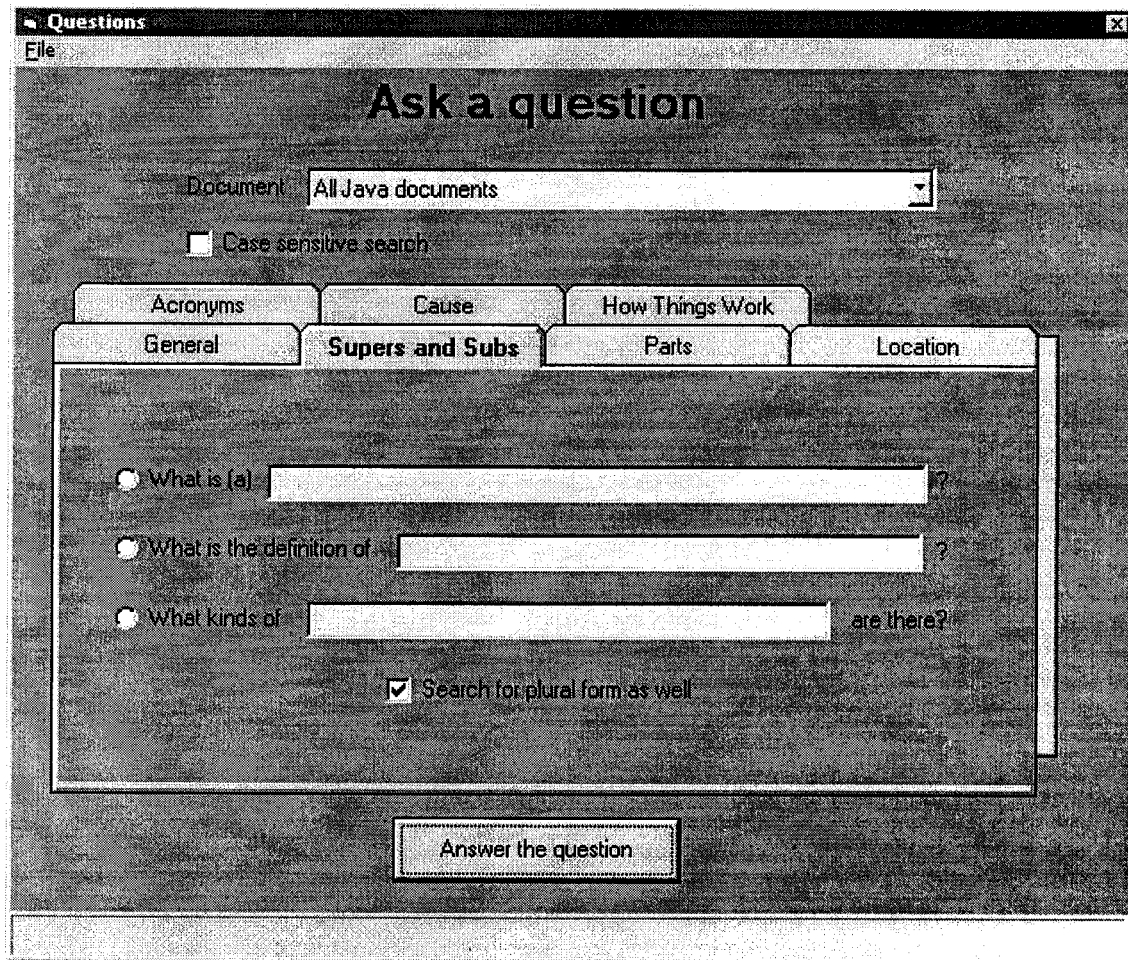 Questions
File
Ask a question
Document All Java documents
Case sensitive search
Acronyms Cause How Things Work
General Supers and Subs Parts Location
What is (a) ?
What is the definition of ?
What kinds of are there?
Search for plural form as well
Answer the question